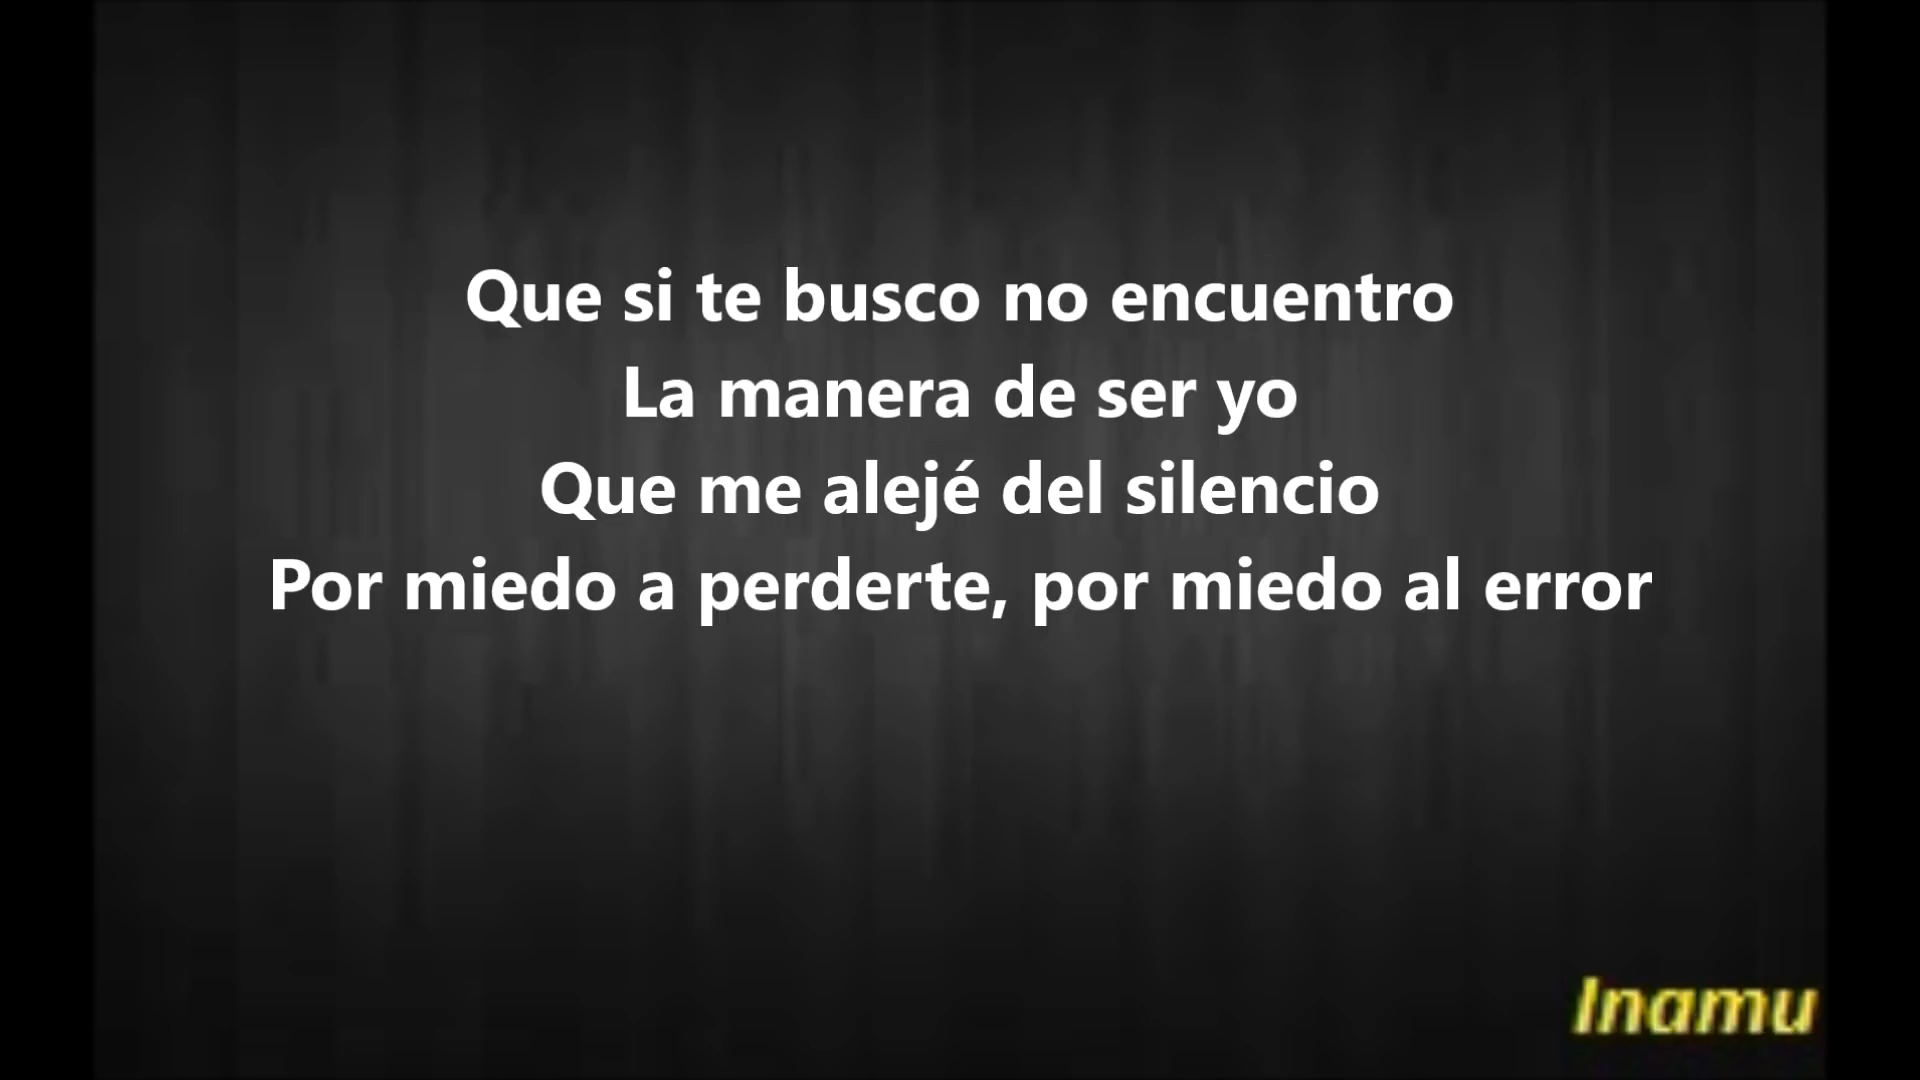 Que si te busco no encuentro
La manera de ser yo
Que me alejé del silencio
Por miedo a perderte, por miedo al error
Inamu